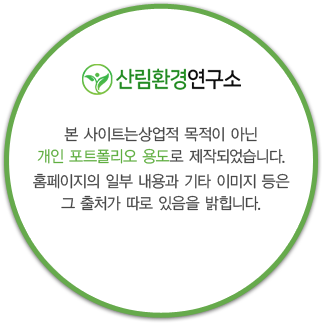 산림환경연구소
본 사이트는상업적 목적이 아닌
개인 포트폴리오 용도로 제작되었습니다.
홈페이지의 일부 내용과 기타 이미지 등은
그 출처가 따로 있음을 밝힙니다.